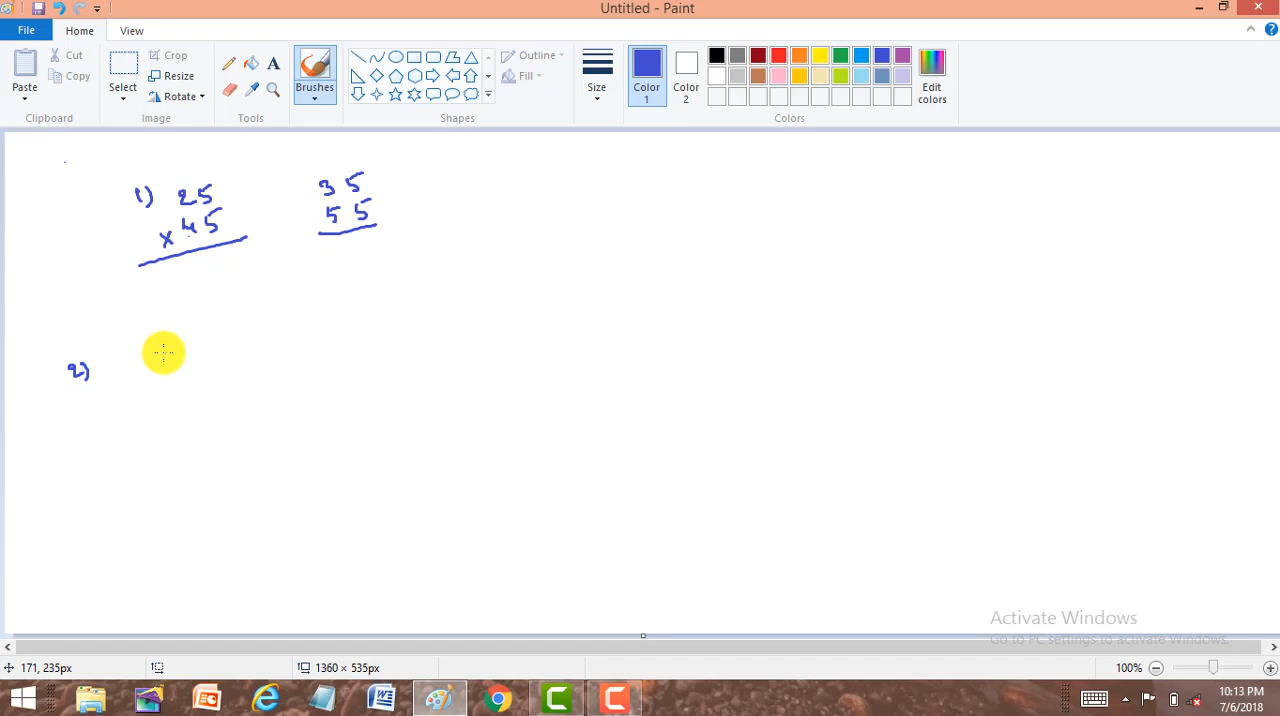 Untitled - Paint
File Home View
Cut
Copy
Paste
Clipboard
Select
Crop
Resize
Rotate
Image
A
Tools
Brushes
Outline
Fill
Shapes
Size
Color 1
Color 2
Edit colors
Colors
1) 25
x 45
35
55
2)
Activate Windows
Go to PC settings to activate Windows.
171, 235px
1360 × 535px
100%
10:13 PM
7/6/2018